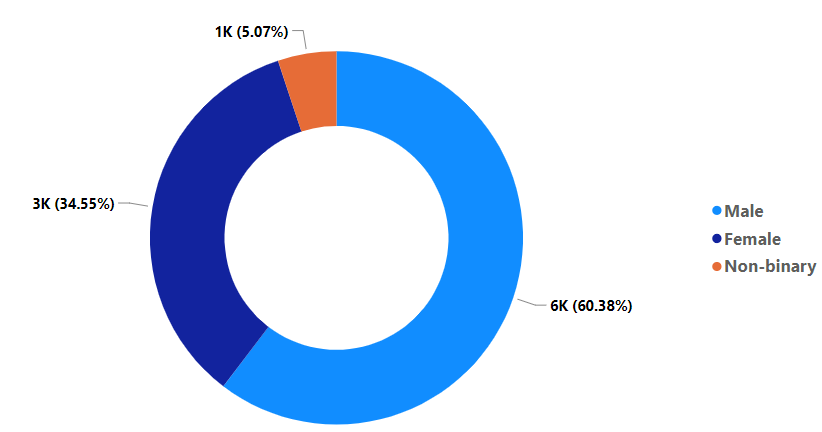 1K (5.07%)
3K (34.55%)
6K (60.38%)
Male
Female
Non-binary